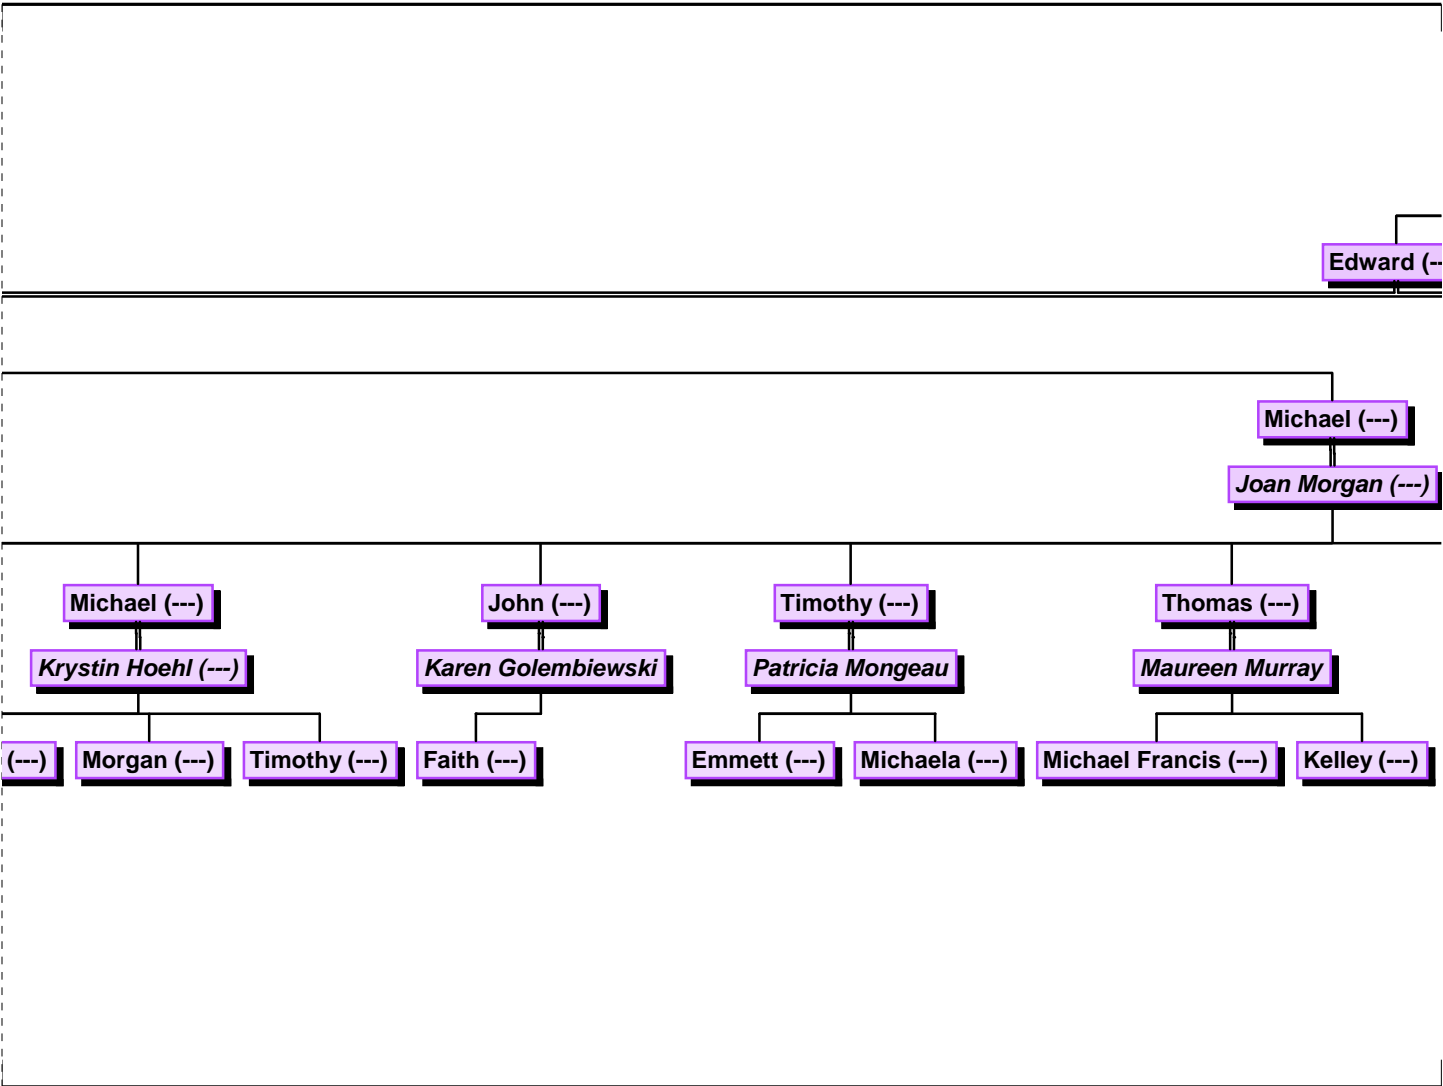 Edward (--
Michael (---)
Joan Morgan (---)
Michael (---)
John (---)
Timothy (---)
Thomas (---)
Krystin Hoehl (---)
Karen Golembiewski
Patricia Mongeau
Maureen Murray
(---)
Morgan (---)
Timothy (---)
Faith (---)
Emmett (---)
Michaela (---)
Michael Francis (---)
Kelley (---)